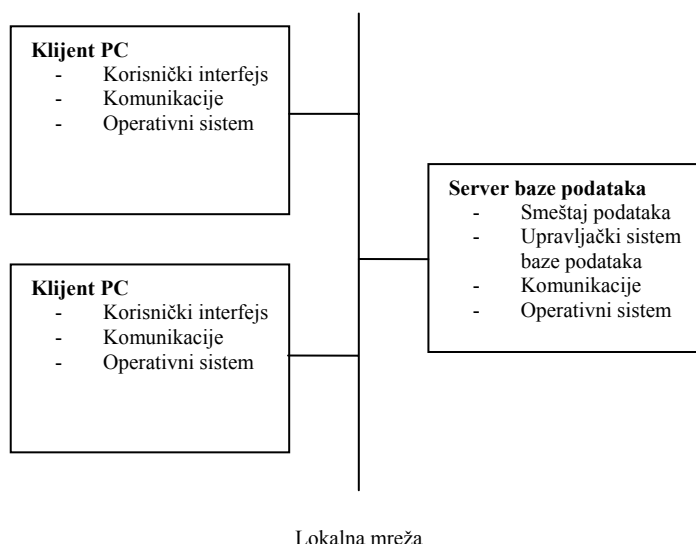 Klijent PC
- Korisnički interfejs
- Komunikacije
- Operativni sistem
Klijent PC
- Korisnički interfejs
- Komunikacije
- Operativni sistem
Server baze podataka
- Smeštaj podataka
- Upravljački sistem
baze podataka
- Komunikacije
- Operativni sistem
Lokalna mreža